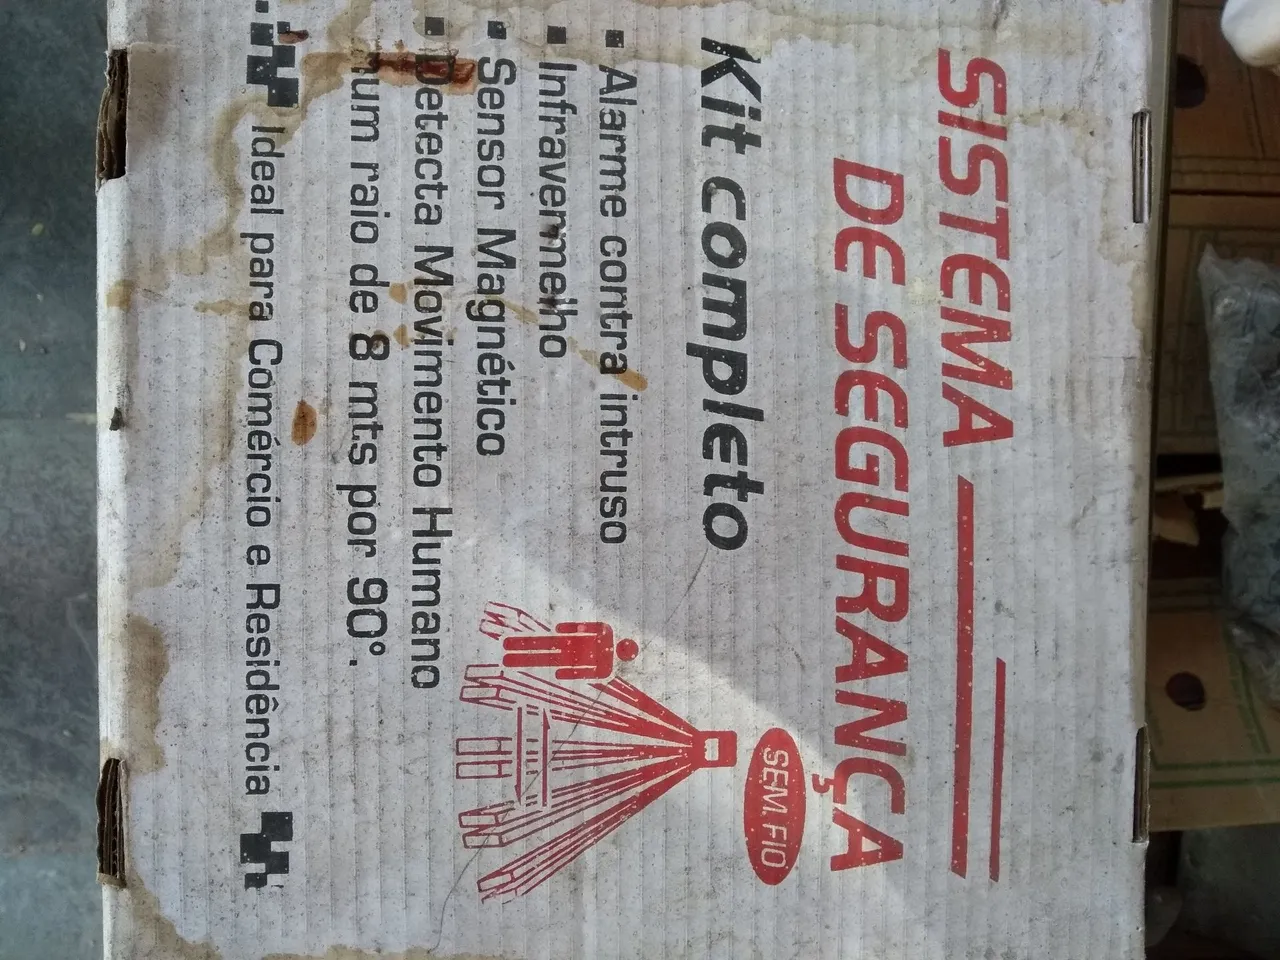 SISTEMA
DE SEGURANÇA
Kit completo
SEM FIO
▪ Alarme contra intruso
▪ Infravermelho
▪ Sensor Magnético
▪ Detecta Movimento Humano
num raio de 8 mts por 90º.
Ideal para Comércio e Residência